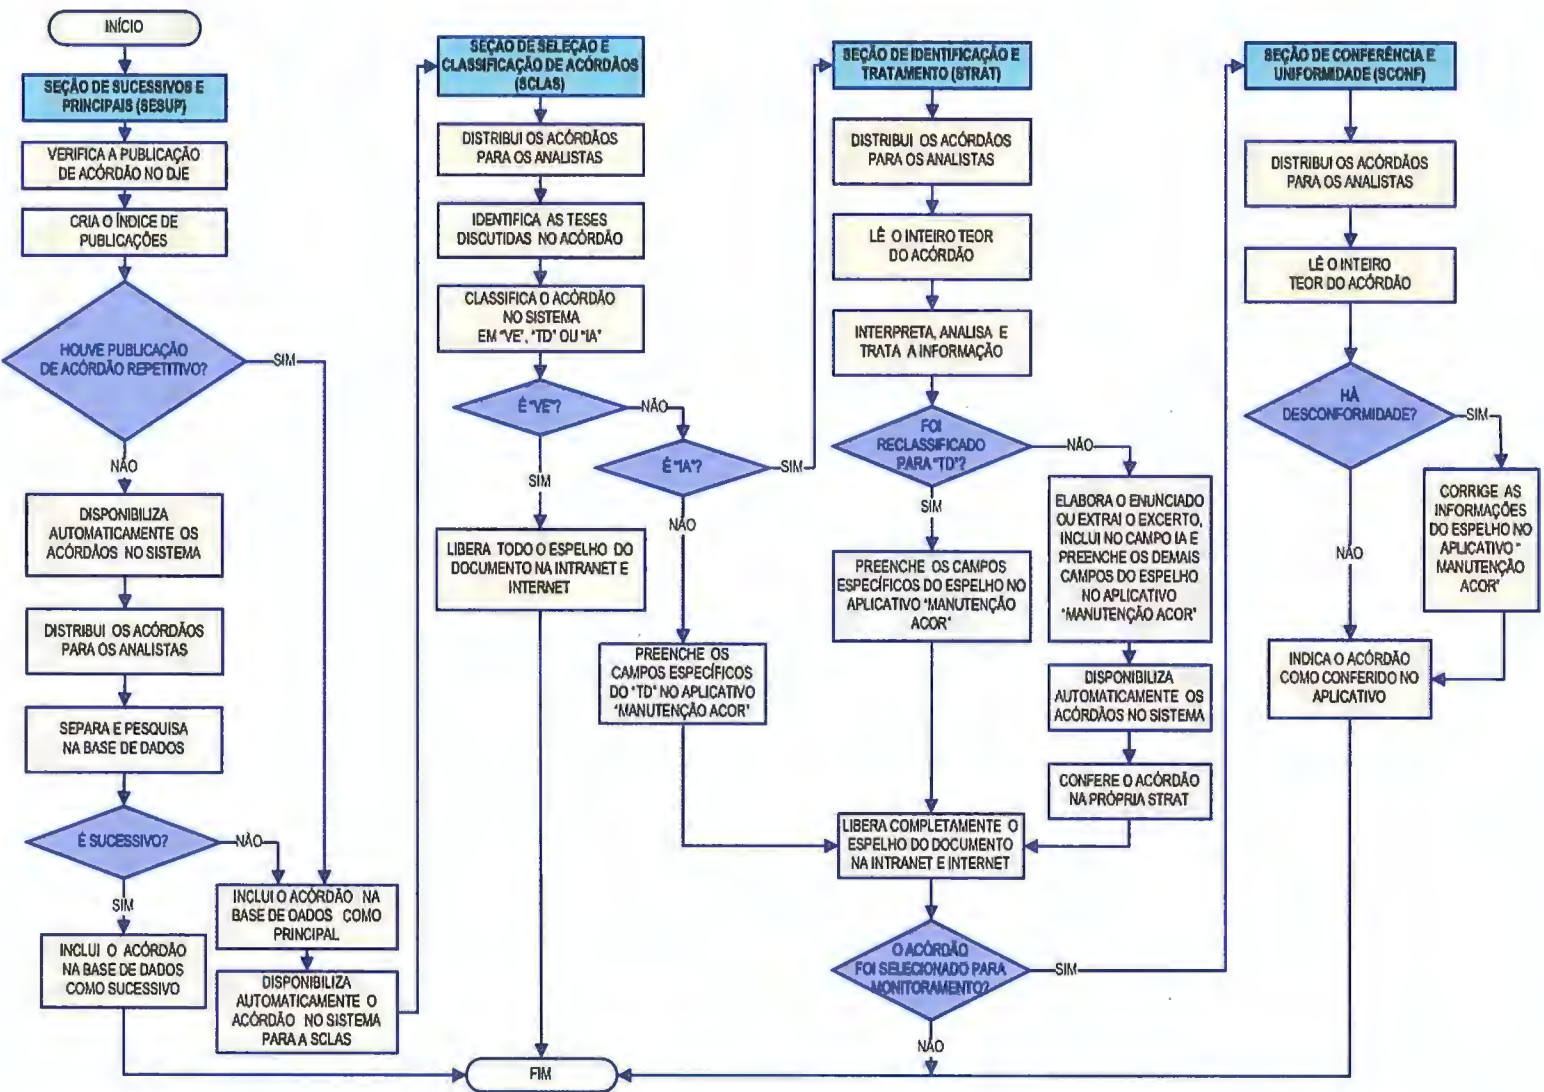 INÍCIO
SEÇÃO DE SUCESSIVOS E
PRINCIPAIS (SESUP)
VERIFICA A PUBLICAÇÃO
DE ACÓRDÃO NO DJE
CRIA O ÍNDICE DE
PUBLICAÇÕES
HOUVE PUBLICAÇÃO
DE ACÓRDÃO REPETITIVO?
SIM
NÃO
DISPONIBILIZA
AUTOMATICAMENTE OS
ACÓRDÃOS NO SISTEMA
DISTRIBUI OS ACÓRDÃOS
PARA OS ANALISTAS
SEPARA E PESQUISA
NA BASE DE DADOS
É SUCESSIVO?
NÃO
SIM
INCLUI O ACÓRDÃO
NA BASE DE DADOS
COMO SUCESSIVO
INCLUI O ACÓRDÃO NA
BASE DE DADOS COMO
PRINCIPAL
DISPONIBILIZA
AUTOMATICAMENTE O
ACÓRDÃO NO SISTEMA
PARA A SCLAS
SEÇÃO DE SELEÇÃO E
CLASSIFICAÇÃO DE ACÓRDÃOS
(SCLAS)
DISTRIBUI OS ACÓRDÃOS
PARA OS ANALISTAS
IDENTIFICA AS TESES
DISCUTIDAS NO ACÓRDÃO
CLASSIFICA O ACÓRDÃO
NO SISTEMA
EM "VE", "TD" OU "IA"
É "VE"?
NÃO
SIM
É "IA"?
SIM
NÃO
LIBERA TODO O ESPELHO DO
DOCUMENTO NA INTRANET E
INTERNET
PREENCHE OS
CAMPOS ESPECÍFICOS
DO "TD" NO APLICATIVO
"MANUTENÇÃO ACOR"
FIM
SEÇÃO DE IDENTIFICAÇÃO E
TRATAMENTO (STRAT)
DISTRIBUI OS ACÓRDÃOS
PARA OS ANALISTAS
LÊ O INTEIRO TEOR
DO ACÓRDÃO
INTERPRETA, ANALISA E
TRATA A INFORMAÇÃO
FOI
RECLASSIFICADO
PARA "TD"?
NÃO
SIM
PREENCHE OS CAMPOS
ESPECÍFICOS DO ESPELHO NO
APLICATIVO "MANUTENÇÃO
ACOR"
ELABORA O ENUNCIADO
OU EXTRAI O EXCERTO,
INCLUI NO CAMPO IA E
PREENCHE OS DEMAIS
CAMPOS DO ESPELHO
NO APLICATIVO
"MANUTENÇÃO ACOR"
DISPONIBILIZA
AUTOMATICAMENTE OS
ACÓRDÃOS NO SISTEMA
CONFERE O ACÓRDÃO
NA PRÓPRIA STRAT
LIBERA COMPLETAMENTE O
ESPELHO DO DOCUMENTO
NA INTRANET E INTERNET
O ACÓRDÃO
FOI SELECIONADO PARA
MONITORAMENTO?
SIM
NÃO
SEÇÃO DE CONFERÊNCIA E
UNIFORMIDADE (SCONF)
DISTRIBUI OS ACÓRDÃOS
PARA OS ANALISTAS
LÊ O INTEIRO
TEOR DO ACÓRDÃO
HÁ
DESCONFORMIDADE?
SIM
NÃO
CORRIGE AS
INFORMAÇÕES
DO ESPELHO NO
APLICATIVO "
MANUTENÇÃO
ACOR"
INDICA O ACÓRDÃO
COMO CONFERIDO NO
APLICATIVO